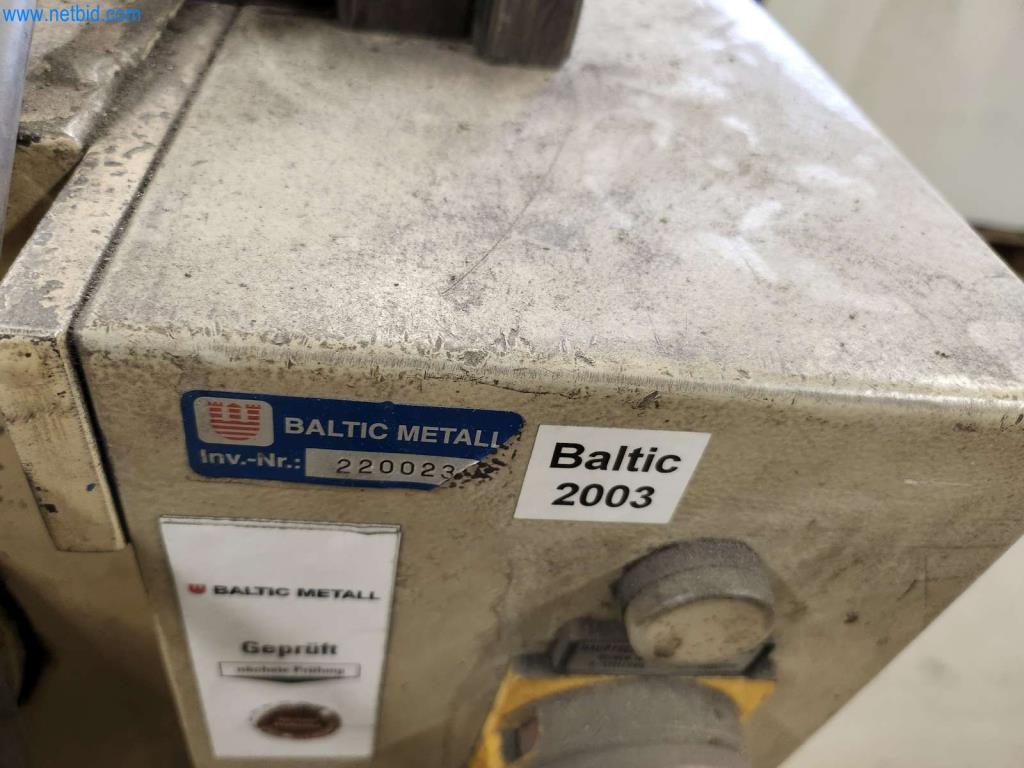 www.netbid.com
BALTIC METALL
Inv.-Nr.: 220023
Baltic
2003
BALTIC METALL
Geprüft
nächste Prüfung